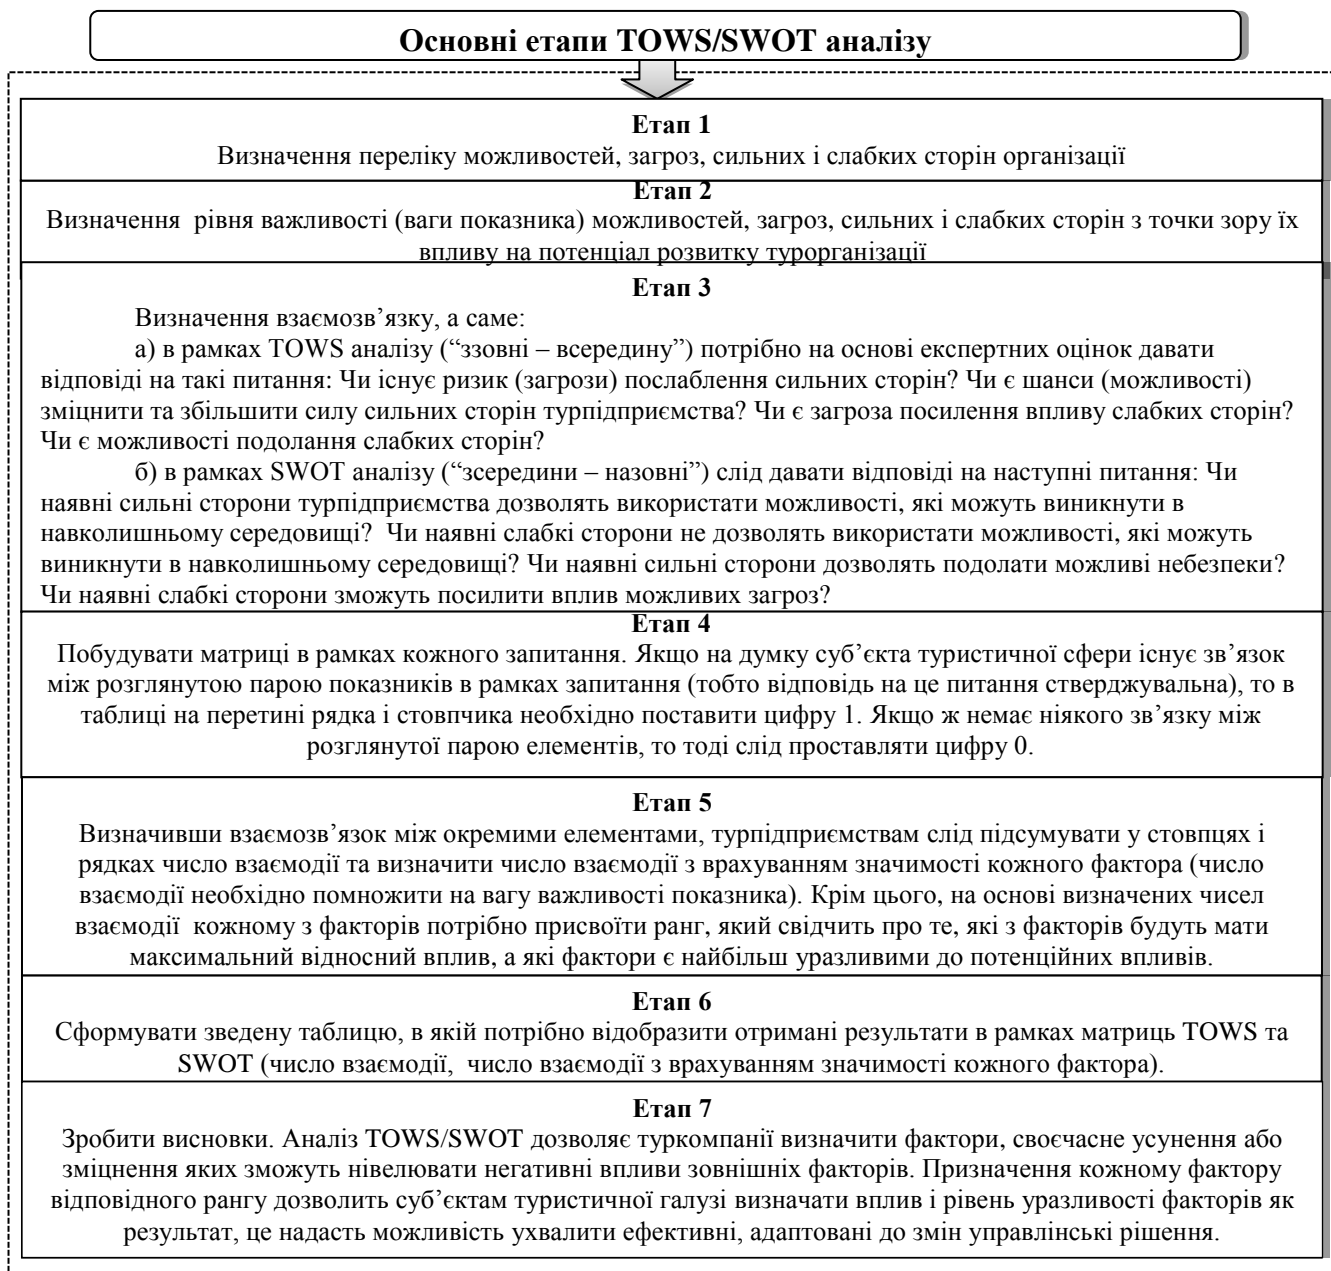 Основні етапи TOWS/SWOT аналізу
Етап 1
Визначення переліку можливостей, загроз, сильних і слабких сторін організації
Етап 2
Визначення рівня важливості (ваги показника) можливостей, загроз, сильних і слабких сторін з точки зору їх
впливу на потенціал розвитку турорганізації
Етап 3
Визначення взаємозв’язку, а саме:
а) в рамках TOWS аналізу (“ззовні – всередину”) потрібно на основі експертних оцінок давати
відповіді на такі питання: Чи існує ризик (загрози) послаблення сильних сторін? Чи є шанси (можливості)
зміцнити та збільшити силу сильних сторін турпідприємства? Чи є загроза посилення впливу слабких сторін?
Чи є можливості подолання слабких сторін?
б) в рамках SWOT аналізу (“зсередини – назовні”) слід давати відповіді на наступні питання: Чи
наявні сильні сторони турпідприємства дозволять використати можливості, які можуть виникнути в
навколишньому середовищі? Чи наявні слабкі сторони не дозволять використати можливості, які можуть
виникнути в навколишньому середовищі? Чи наявні сильні сторони дозволять подолати можливі небезпеки?
Чи наявні слабкі сторони зможуть посилити вплив можливих загроз?
Етап 4
Побудувати матриці в рамках кожного запитання. Якщо на думку суб’єкта туристичної сфери існує зв’язок
між розглянутою парою показників в рамках запитання (тобто відповідь на це питання стверджувальна), то в
таблиці на перетині рядка і стовпчика необхідно поставити цифру 1. Якщо ж немає ніякого зв’язку між
розглянутої парою елементів, то тоді слід проставляти цифру 0.
Етап 5
Визначивши взаємозв’язок між окремими елементами, турпідприємствам слід підсумувати у стовпцях і
рядках число взаємодії та визначити число взаємодії з врахуванням значимості кожного фактора (число
взаємодії необхідно помножити на вагу важливості показника). Крім цього, на основі визначених чисел
взаємодії кожному з факторів потрібно присвоїти ранг, який свідчить про те, які з факторів будуть мати
максимальний відносний вплив, а які фактори є найбільш уразливими до потенційних впливів.
Етап 6
Сформувати зведену таблицю, в якій потрібно відобразити отримані результати в рамках матриць TOWS та
SWOT (число взаємодії, число взаємодії з врахуванням значимості кожного фактора).
Етап 7
Зробити висновки. Аналіз TOWS/SWOT дозволяє туркомпанії визначити фактори, своєчасне усунення або
зміцнення яких зможуть нівелювати негативні впливи зовнішніх факторів. Призначення кожному фактору
відповідного рангу дозволить суб’єктам туристичної галузі визначати вплив і рівень уразливості факторів як
результат, це надасть можливість ухвалити ефективні, адаптовані до змін управлінські рішення.